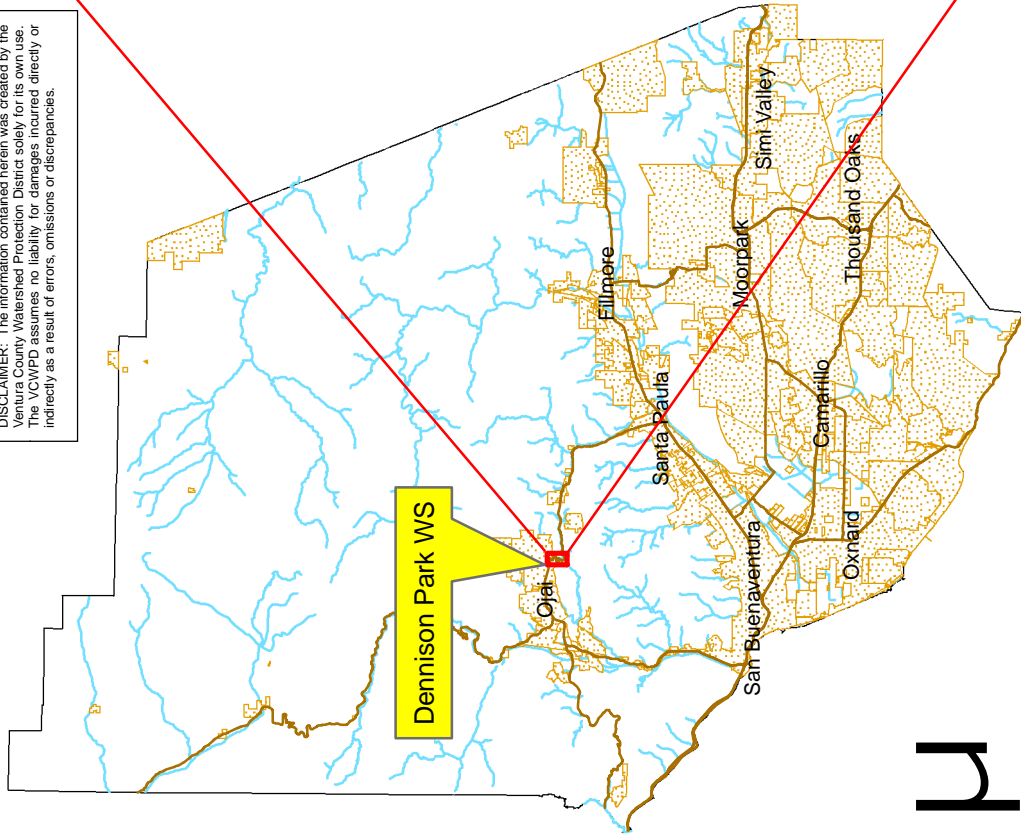 DISCLAIMER: The information contained herein was created by the
Ventura County Watershed Protection District solely for its own use.
The VCWPD assumes no liability for damages incurred directly or
indirectly as a result of errors, omissions or discrepancies.
Dennison Park WS
Ojai
Fillmore
Santa Paula
Moorpark
Simi Valley
San Buenaventura
Camarillo
Thousand Oaks
Oxnard
µ